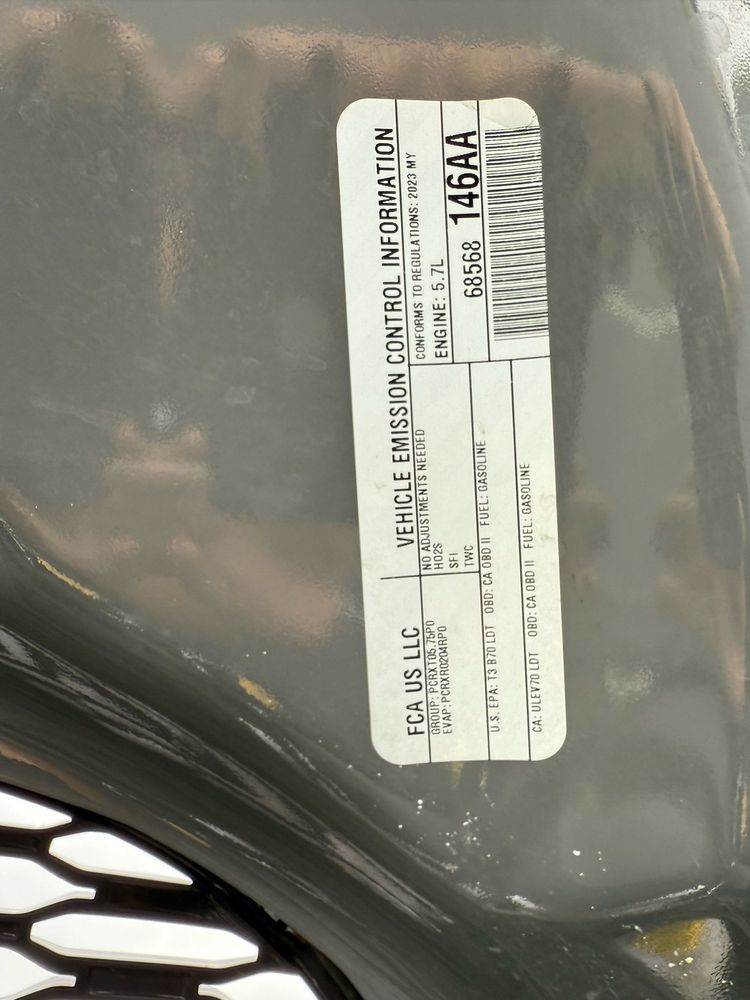 FCA US LLC
VEHICLE EMISSION CONTROL INFORMATION
GROUP: PCRXT05.75P0
EVAP: PCRXR0204RP0
NO ADJUSTMENTS NEEDED
HO2S
SFI
TWC
CONFORMS TO REGULATIONS: 2023 MY
ENGINE: 5.7L
68568 146AA
U.S. EPA: T3 B70 LDT OBD: CA OBD II FUEL: GASOLINE
CA: ULEV70 LDT OBD: CA OBD II FUEL: GASOLINE